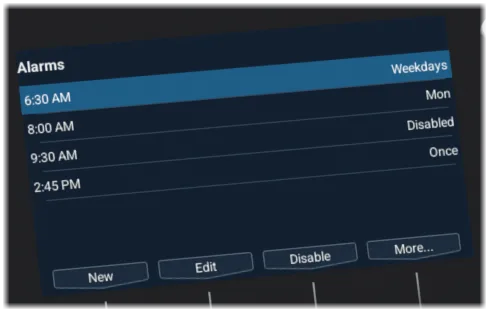 Alarms
6:30 AM Weekdays
8:00 AM Mon
9:30 AM Disabled
2:45 PM Once
New Edit Disable More...